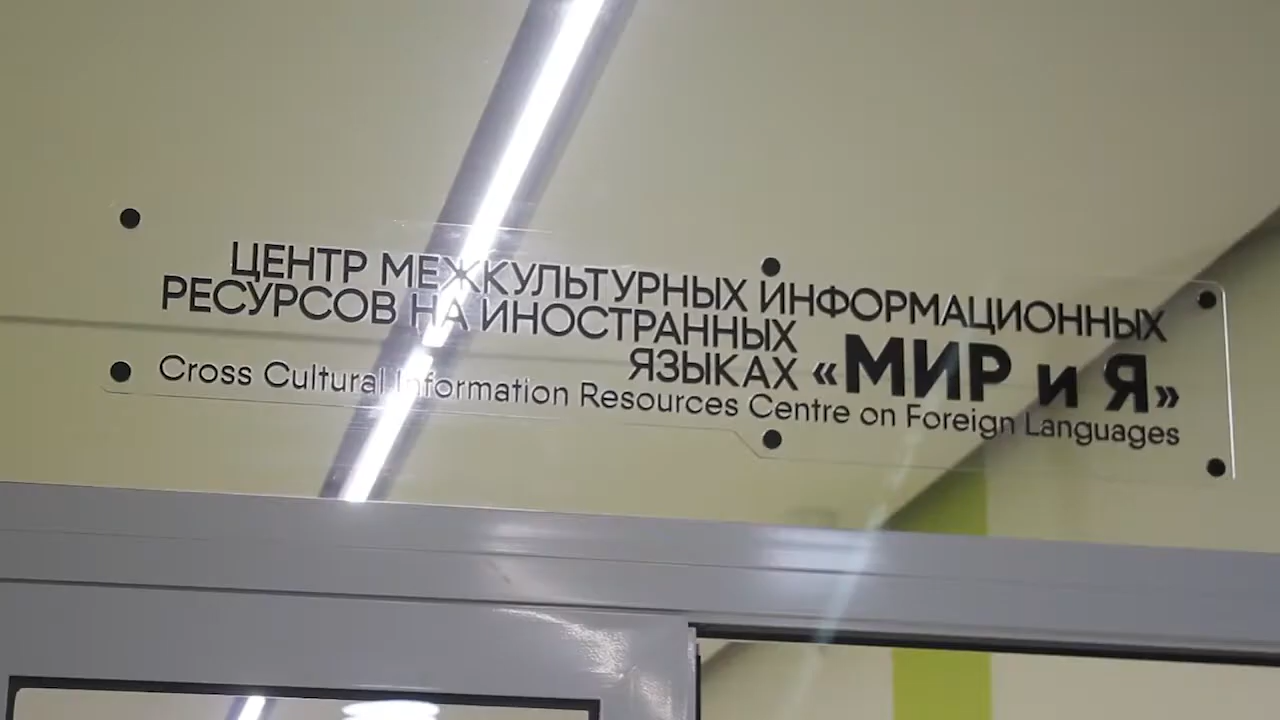 ЦЕНТР МЕЖКУЛЬТУРНЫХ ИНФОРМАЦИОННЫХ
РЕСУРСОВ НА ИНОСТРАННЫХ
ЯЗЫКАХ «МИР и Я»
Cross Cultural Information Resources Centre on Foreign Languages